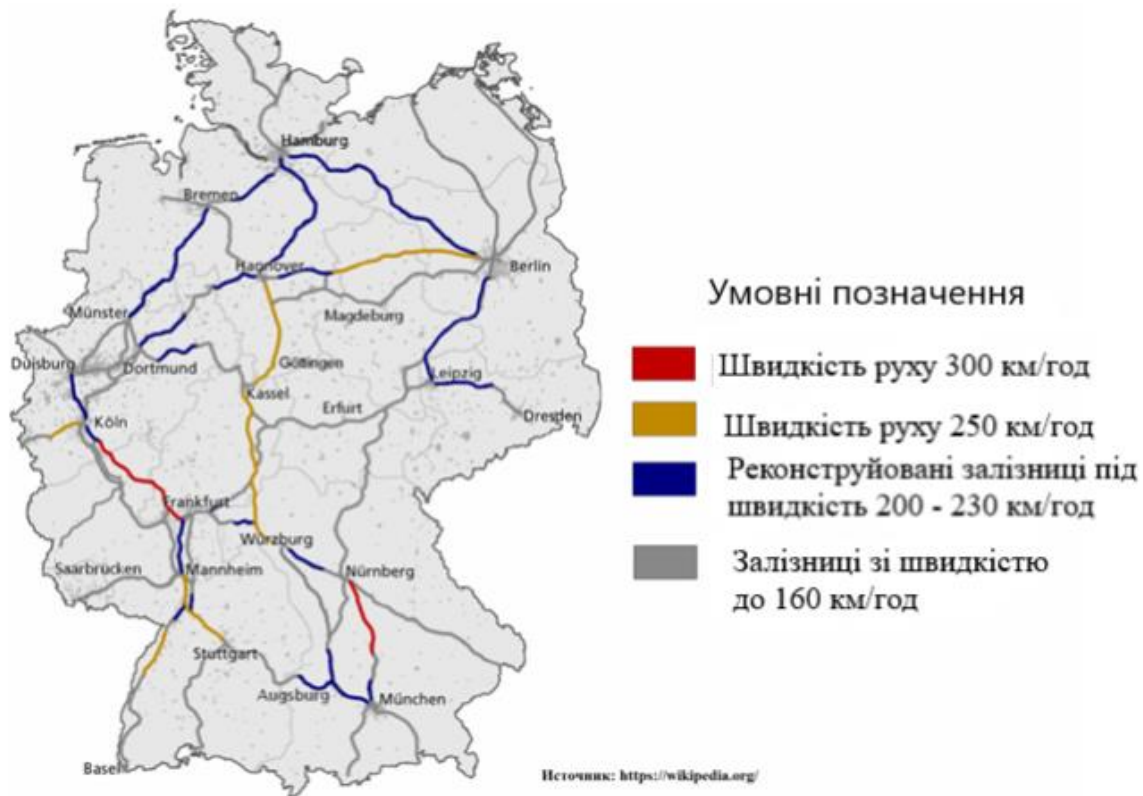 Hamburg
Bremen
Hannover
Berlin
Münster
Magdeburg
Duisburg
Dortmund
Göttingen
Kassel
Leipzig
Köln
Erfurt
Dresden
Frankfurt
Würzburg
Saarbrücken
Mannheim
Nürnberg
Stuttgart
Augsburg
München
Basel
Умовні позначення
Швидкість руху 300 км/год
Швидкість руху 250 км/год
Реконструйовані залізниці під
швидкість 200 - 230 км/год
Залізниці зі швидкістю
до 160 км/год
Источник: https://wikipedia.org/